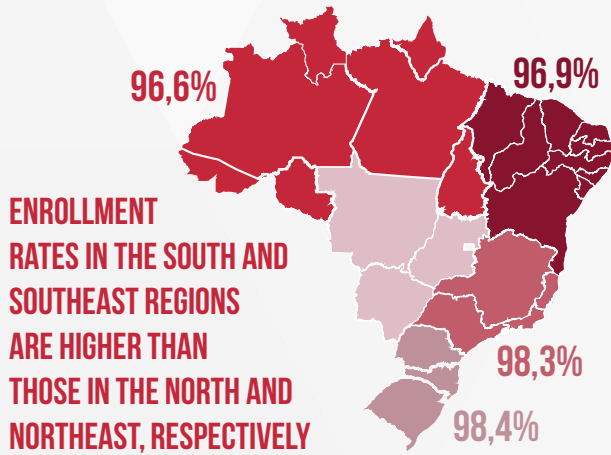 96,6%
96,9%
ENROLLMENT
RATES IN THE SOUTH AND
SOUTHEAST REGIONS
ARE HIGHER THAN
THOSE IN THE NORTH AND
NORTHEAST, RESPECTIVELY
98,3%
98,4%